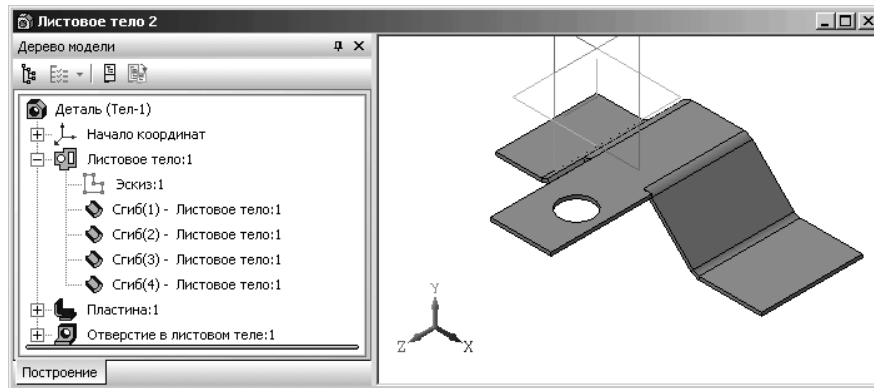 Листовое тело 2
Дерево модели
Деталь (Тел-1)
Начало координат
Листовое тело:1
Эскиз:1
Сгиб(1) - Листовое тело:1
Сгиб(2) - Листовое тело:1
Сгиб(3) - Листовое тело:1
Сгиб(4) - Листовое тело:1
Пластина:1
Отверстие в листовом теле:1
Построение
Y
Z
X